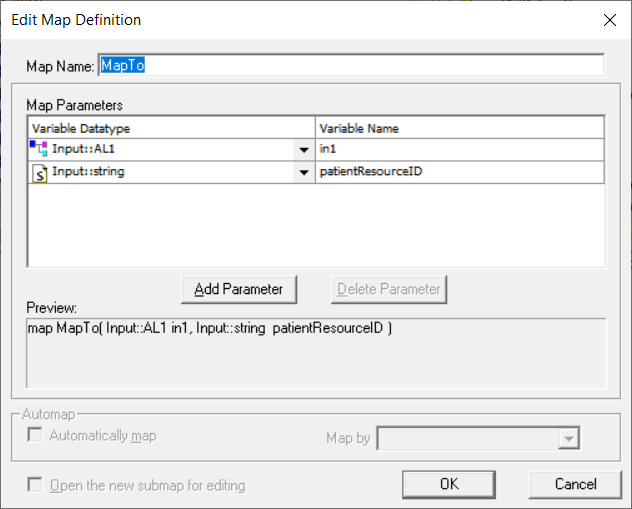 Edit Map Definition
Map Name: MapTo
Map Parameters
Variable Datatype Variable Name
Input::AL1 in1
S Input::string patientResourceID
Add Parameter Delete Parameter
Preview:
map MapTo( Input::AL1 in1, Input::string  patientResourceID )
Automap
Automatically map Map by
Open the new submap for editing OK Cancel